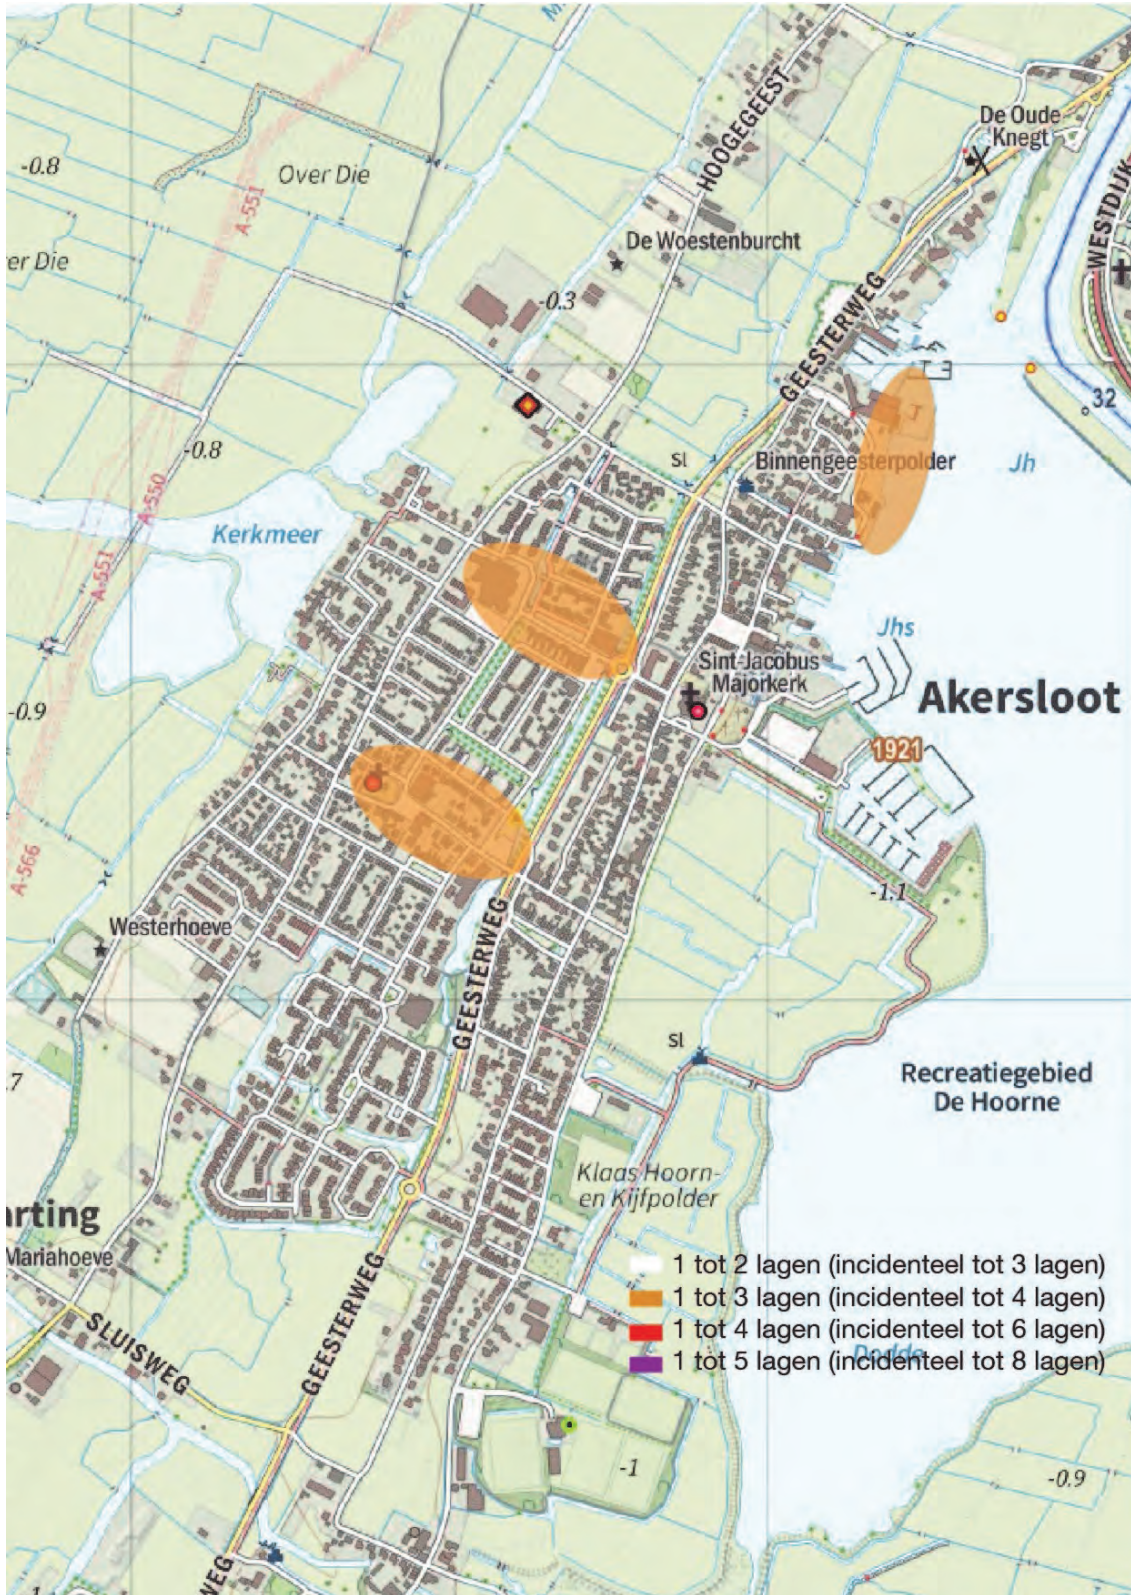 HOOGEGEEST
De Oude
Knegt
-0.8
Over Die
A-551
WESTDIJK
De Woestenburcht
er Die
-0.3
GEESTERWEG
32
-0.8
sl
Binnengeesterpolder
Jh
A-550
Kerkmeer
A-551
Jhs
Sint-Jacobus
Majorkerk
Akersloot
-0.9
1921
A-566
-1.1
Westerhoeve
GEESTERWEG
sl
Recreatiegebied
De Hoorne
.7
Klaas Hoorn-
en Kijfpolder
arting
Mariahoeve
1 tot 2 lagen (incidenteel tot 3 lagen)
1 tot 3 lagen (incidenteel tot 4 lagen)
1 tot 4 lagen (incidenteel tot 6 lagen)
Dodde
1 tot 5 lagen (incidenteel tot 8 lagen)
SLUISWEG
GEESTERWEG
-1
-0.9
WEG